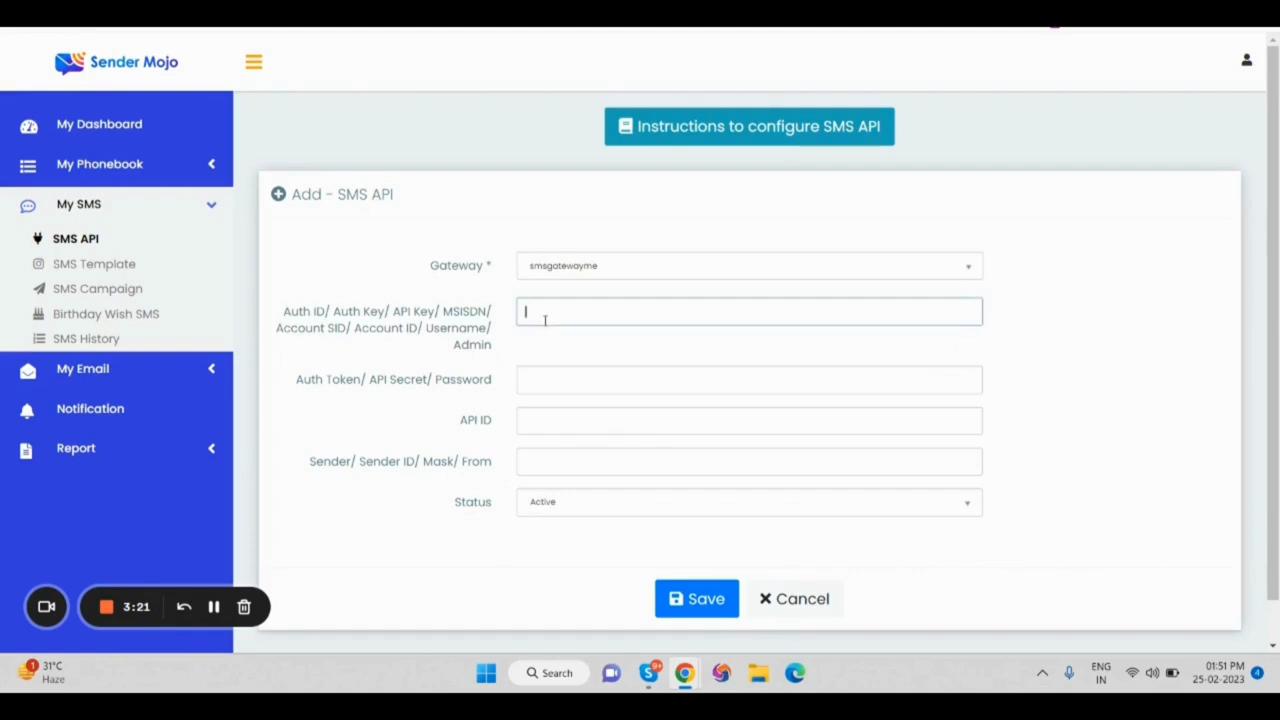 Sender Mojo
Instructions to configure SMS API
My Dashboard
My Phonebook
My SMS
SMS API
SMS Template
SMS Campaign
Birthday Wish SMS
SMS History
My Email
Notification
Report
Add - SMS API
Gateway *
smsgatewayme
Auth ID/ Auth Key/ API Key/ MSISDN/
Account SID/ Account ID/ Username/
Admin
Auth Token/ API Secret/ Password
API ID
Sender/ Sender ID/ Mask/ From
Status
Active
Save
Cancel
3:21
1
31°C
Haze
Search
9+
ENG
IN
01:51 PM
25-02-2023
4